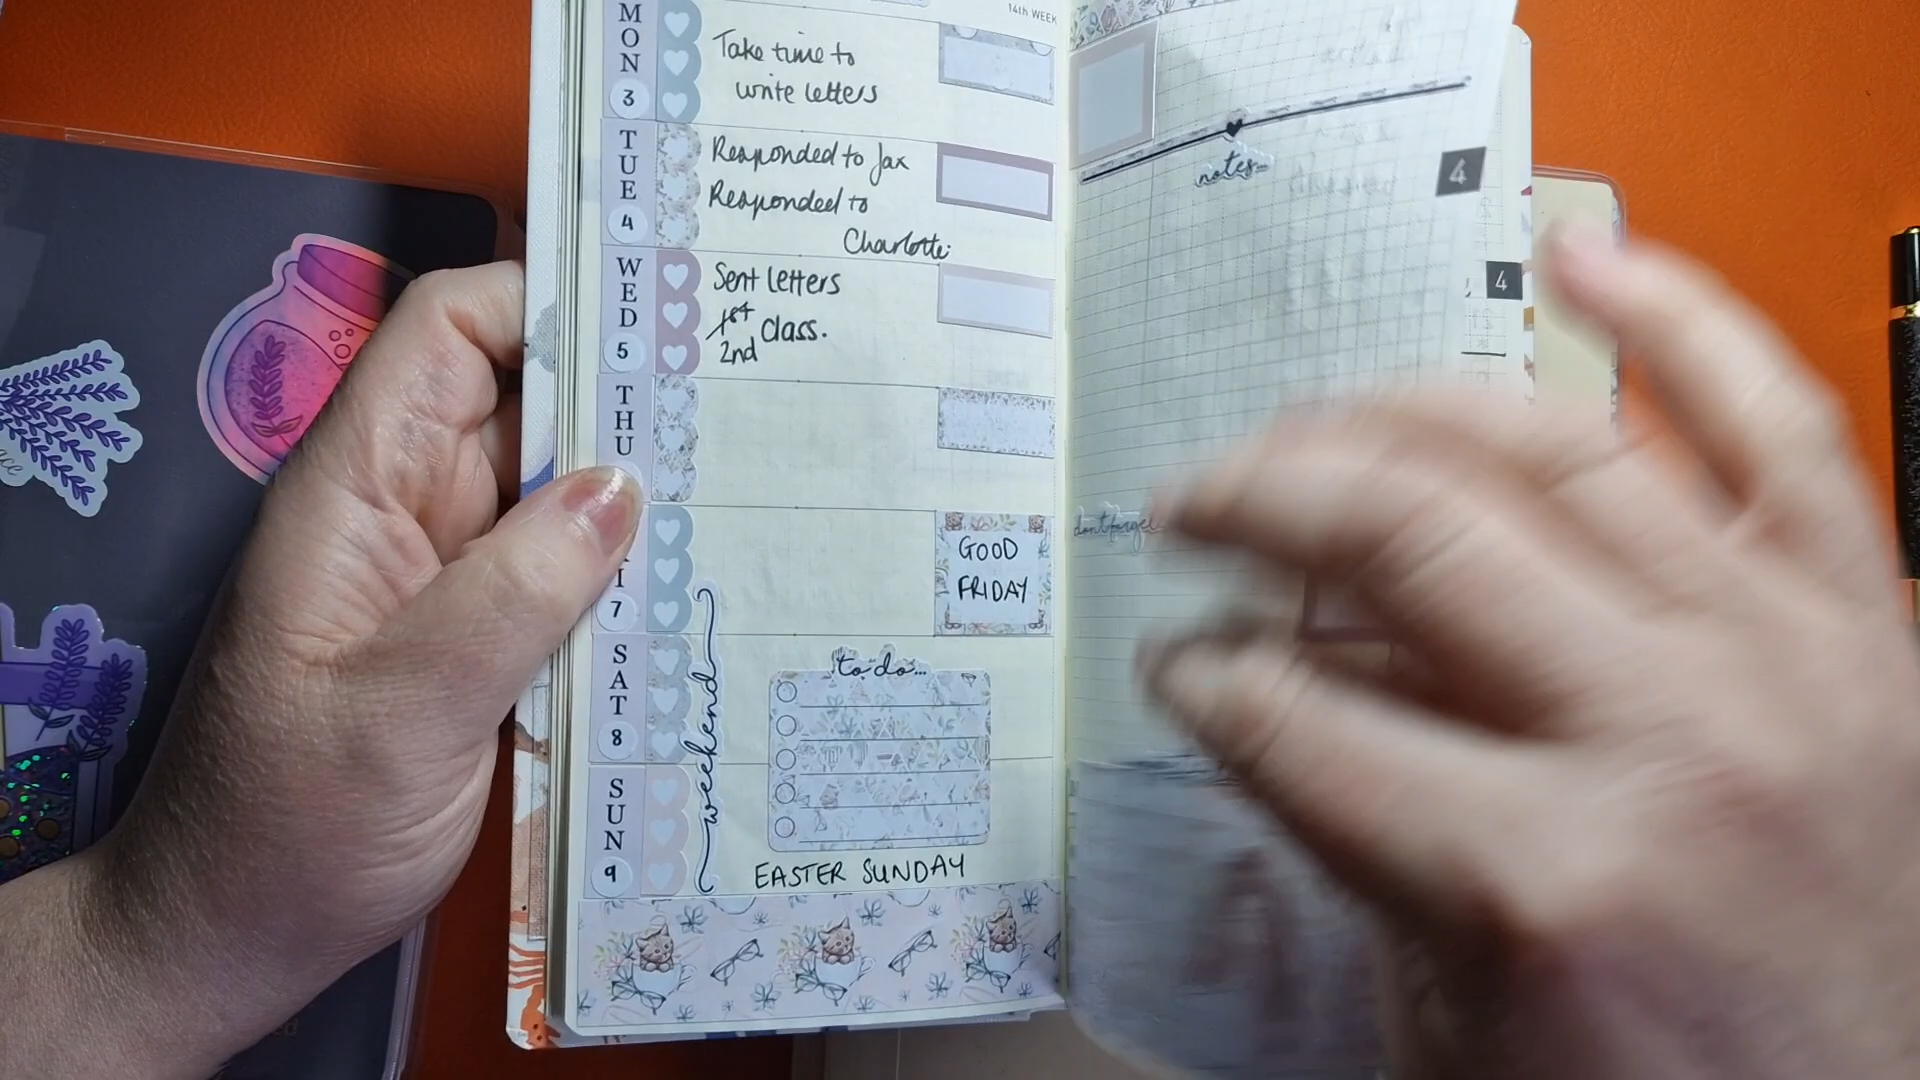 14th WEEK
MON
3
Take time to
write letters
TUE
4
Responded to Jax
Responded to
Charlotte.
WED
5
Sent Letters
1st Class.
2nd
THU
7
GOOD
FRIDAY
SAT
8
to do...
weekend
SUN
9
EASTER SUNDAY
notes...
4
4
don't forget